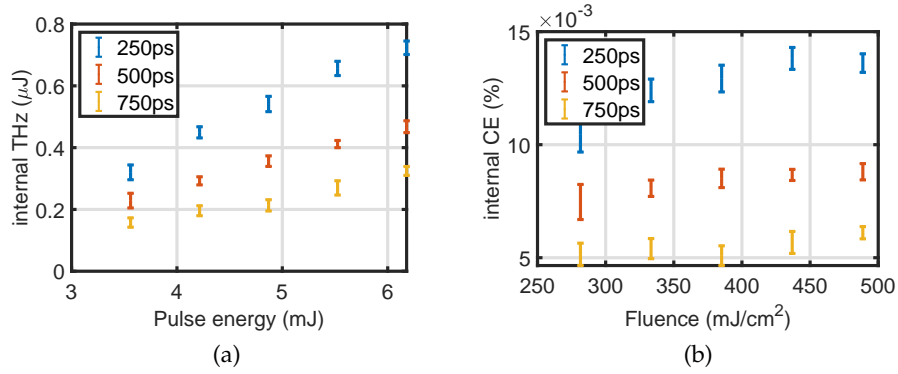 0.8
0.6
0.4
0.2
0
internal THz (μJ)
250ps
500ps
750ps
3 4 5 6
Pulse energy (mJ)
(a)
×10⁻³
15
10
5
internal CE (%)
250ps
500ps
750ps
250 300 350 400 450 500
Fluence (mJ/cm²)
(b)